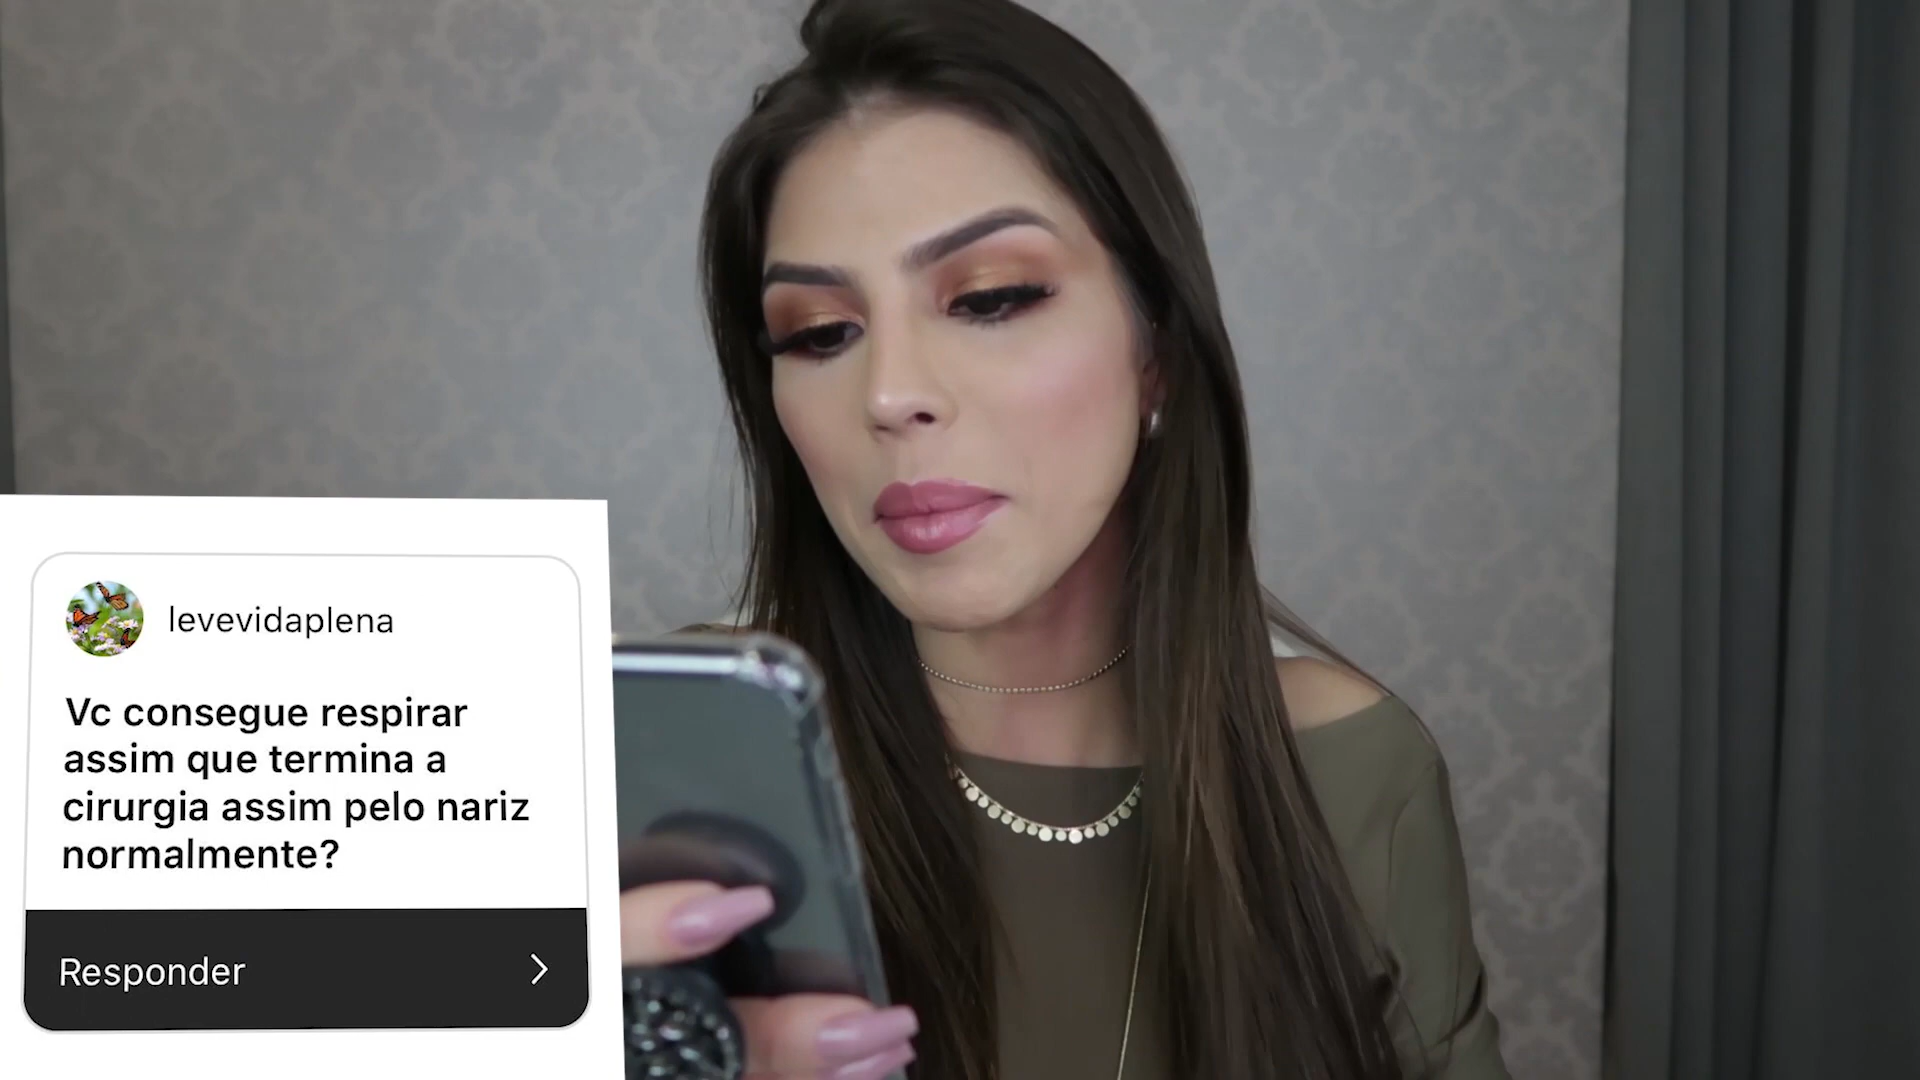 levevidaplena
Vc consegue respirar
assim que termina a
cirurgia assim pelo nariz
normalmente?
Responder